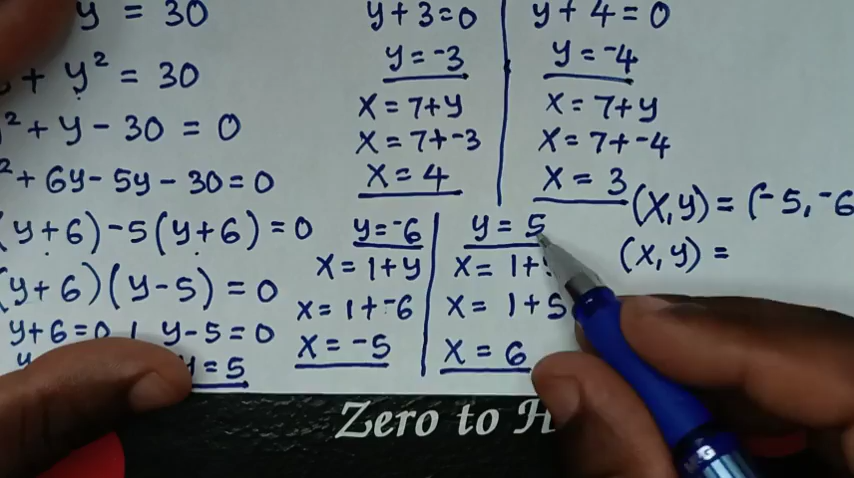 y = 30
+ y² = 30
² + y - 30 = 0
² + 6y - 5y - 30 = 0
(y+6) - 5(y+6) = 0
(y+6)(y-5) = 0
y+6=0 | y-5=0
y = 5
y + 3 = 0
y = -3
x = 7+y
x = 7+-3
x = 4
y + 4 = 0
y = -4
x = 7+y
x = 7+-4
x = 3
y = -6
x = 1+y
x = 1+-6
x = -5
y = 5
x = 1+
x = 1+5
x = 6
(x,y) = (-5,-6
(x,y) =
Zero to H